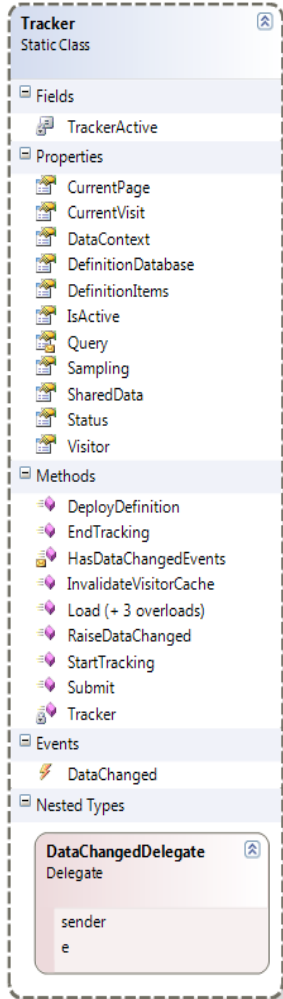 Tracker
Static Class
Fields
TrackerActive
Properties
CurrentPage
CurrentVisit
DataContext
DefinitionDatabase
DefinitionItems
IsActive
Query
Sampling
SharedData
Status
Visitor
Methods
DeployDefinition
EndTracking
HasDataChangedEvents
InvalidateVisitorCache
Load (+ 3 overloads)
RaiseDataChanged
StartTracking
Submit
Tracker
Events
DataChanged
Nested Types
DataChangedDelegate
Delegate
sender
e